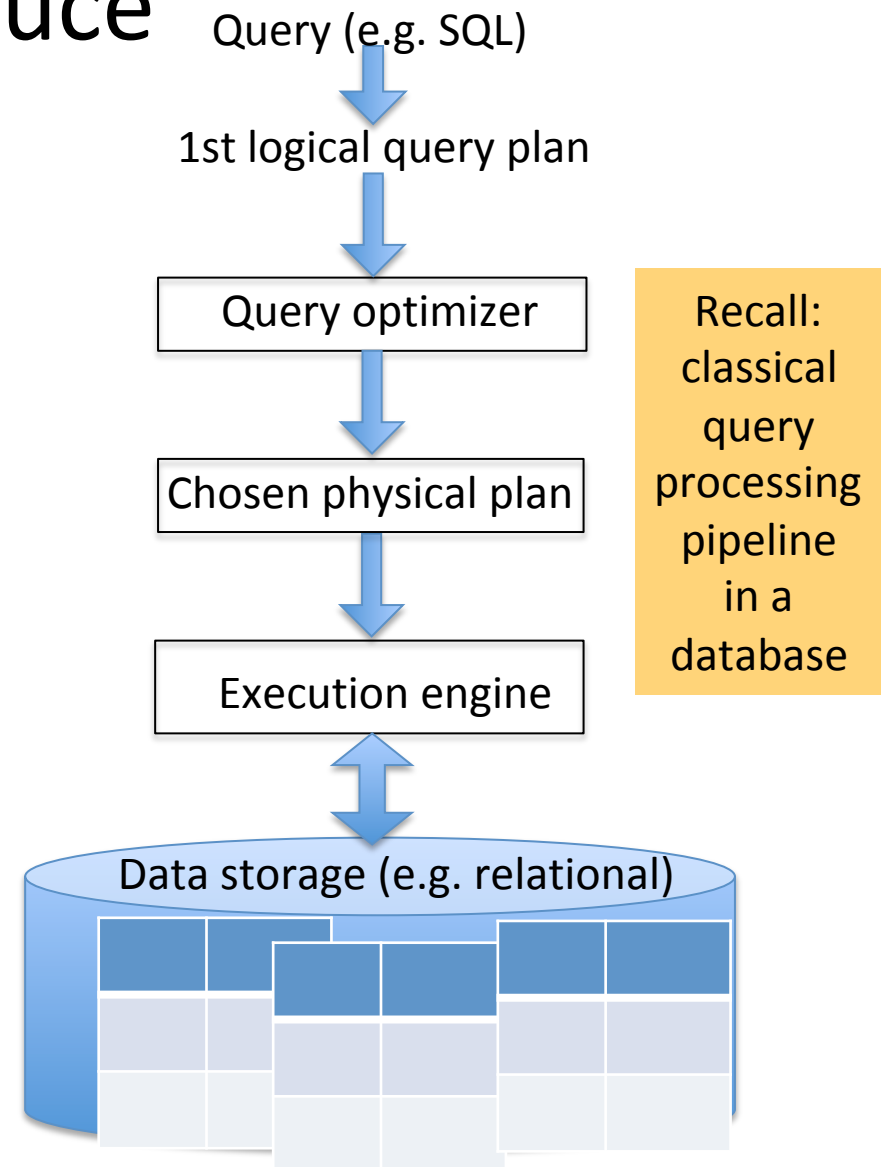 uce
Query (e.g. SQL)
1st logical query plan
Query optimizer
Chosen physical plan
Execution engine
Data storage (e.g. relational)
Recall:
classical
query
processing
pipeline
in a
database